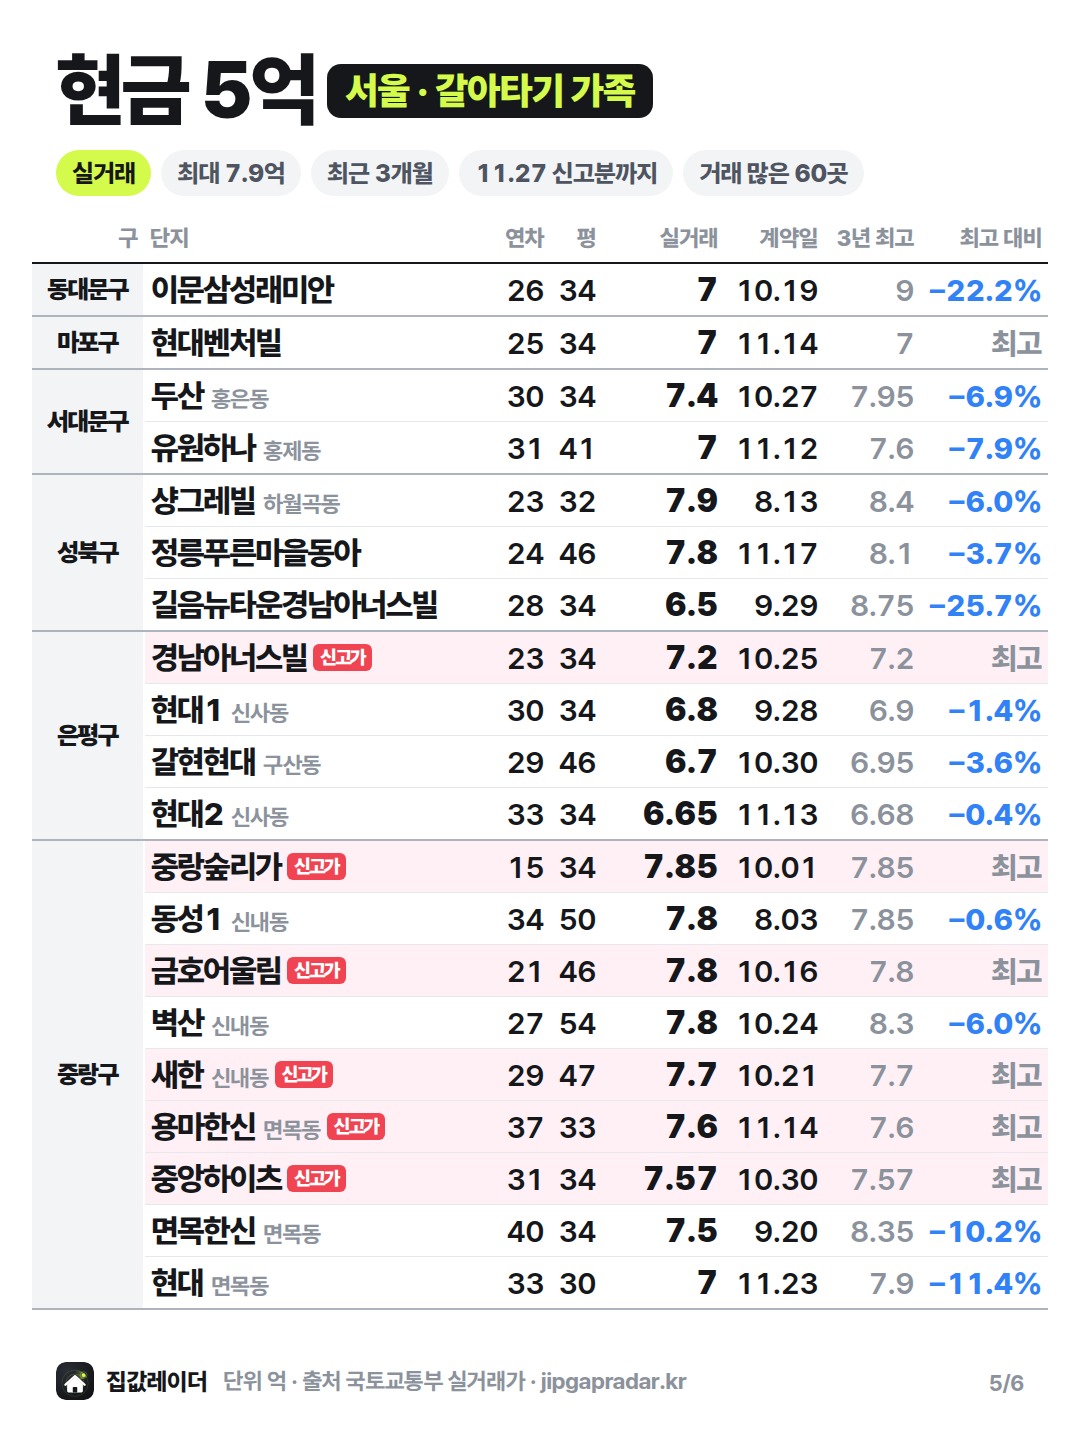 현금 5억 서울 · 갈아타기 가족
실거래 최대 7.9억 최근 3개월 11.27 신고분까지 거래 많은 60곳
구 단지 연차 평 실거래 계약일 3년 최고 최고 대비
동대문구 이문삼성래미안 26 34 7 10.19 9 −22.2%
마포구 현대벤처빌 25 34 7 11.14 7 최고
서대문구 두산 홍은동 30 34 7.4 10.27 7.95 −6.9%
유원하나 홍제동 31 41 7 11.12 7.6 −7.9%
성북구 샹그레빌 하월곡동 23 32 7.9 8.13 8.4 −6.0%
정릉푸른마을동아 24 46 7.8 11.17 8.1 −3.7%
길음뉴타운경남아너스빌 28 34 6.5 9.29 8.75 −25.7%
은평구 경남아너스빌 신고가 23 34 7.2 10.25 7.2 최고
현대1 신사동 30 34 6.8 9.28 6.9 −1.4%
갈현현대 구산동 29 46 6.7 10.30 6.95 −3.6%
현대2 신사동 33 34 6.65 11.13 6.68 −0.4%
중랑구 중랑숲리가 신고가 15 34 7.85 10.01 7.85 최고
동성1 신내동 34 50 7.8 8.03 7.85 −0.6%
금호어울림 신고가 21 46 7.8 10.16 7.8 최고
벽산 신내동 27 54 7.8 10.24 8.3 −6.0%
새한 신내동 신고가 29 47 7.7 10.21 7.7 최고
용마한신 면목동 신고가 37 33 7.6 11.14 7.6 최고
중앙하이츠 신고가 31 34 7.57 10.30 7.57 최고
면목한신 면목동 40 34 7.5 9.20 8.35 −10.2%
현대 면목동 33 30 7 11.23 7.9 −11.4%
집값레이더 단위 억 · 출처 국토교통부 실거래가 · jipgapradar.kr 5/6